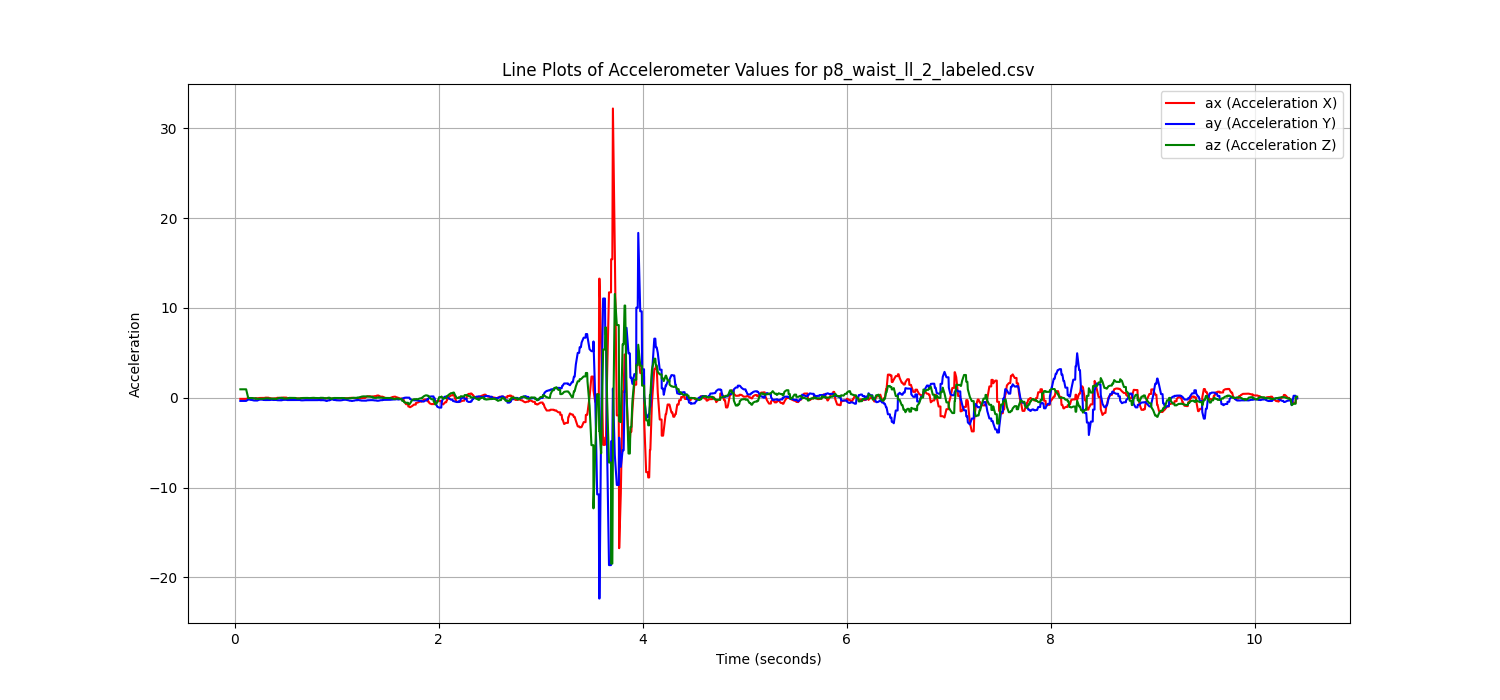 Line Plots of Accelerometer Values for p8_waist_ll_2_labeled.csv
ax (Acceleration X)
ay (Acceleration Y)
az (Acceleration Z)
Acceleration
30
20
10
0
−10
−20
0 2 4 6 8 10
Time (seconds)